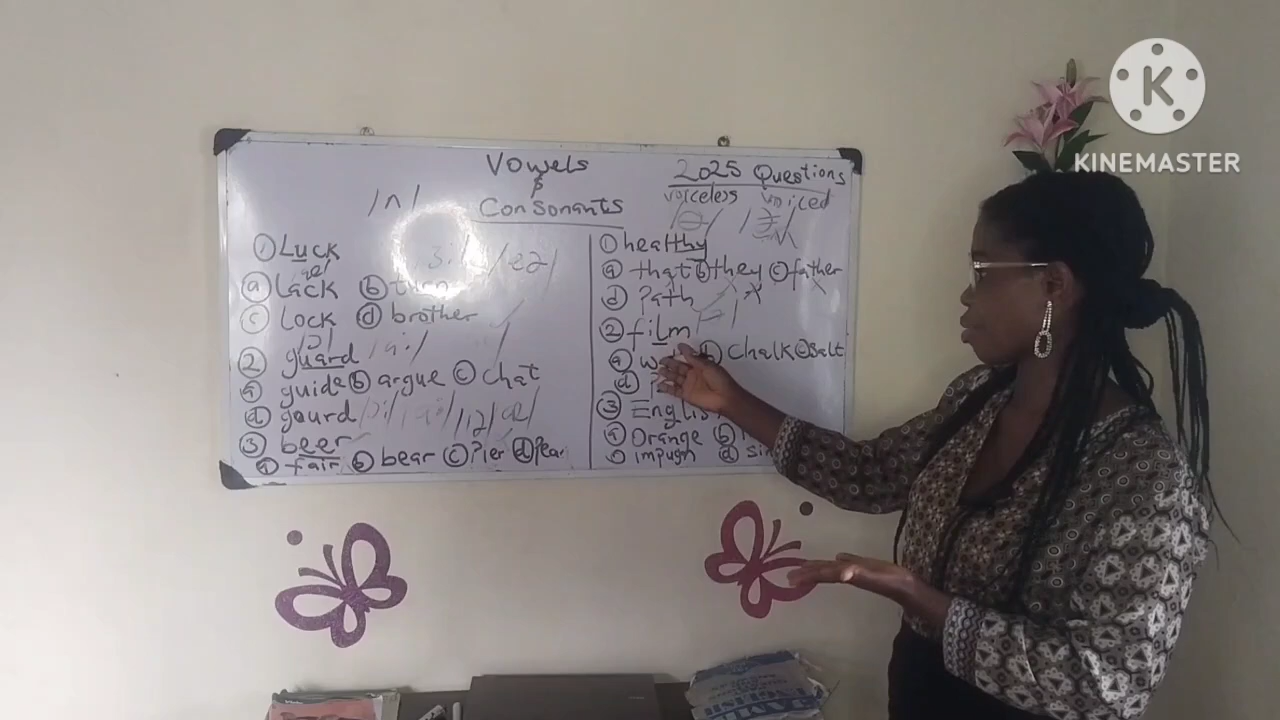 Vowels
&
Consonants
/ʌ/
① Luck
ⓐ lack ⓑ turn
ⓒ lock ⓓ brother
② guard
ⓐ guide ⓑ argue ⓒ chat
ⓓ gourd
③ beer
ⓐ fair ⓑ bear ⓒ Pier ⓓ Pear
2025 Questions
voiceless voiced
① healthy
ⓐ that ⓑ they ⓒ father
ⓓ Path
② film
ⓐ ⓑ Chalk ⓒ Salt
ⓓ
③ English
ⓐ Orange ⓑ
ⓒ impugn ⓓ
K
KINEMASTER
ENGLISH